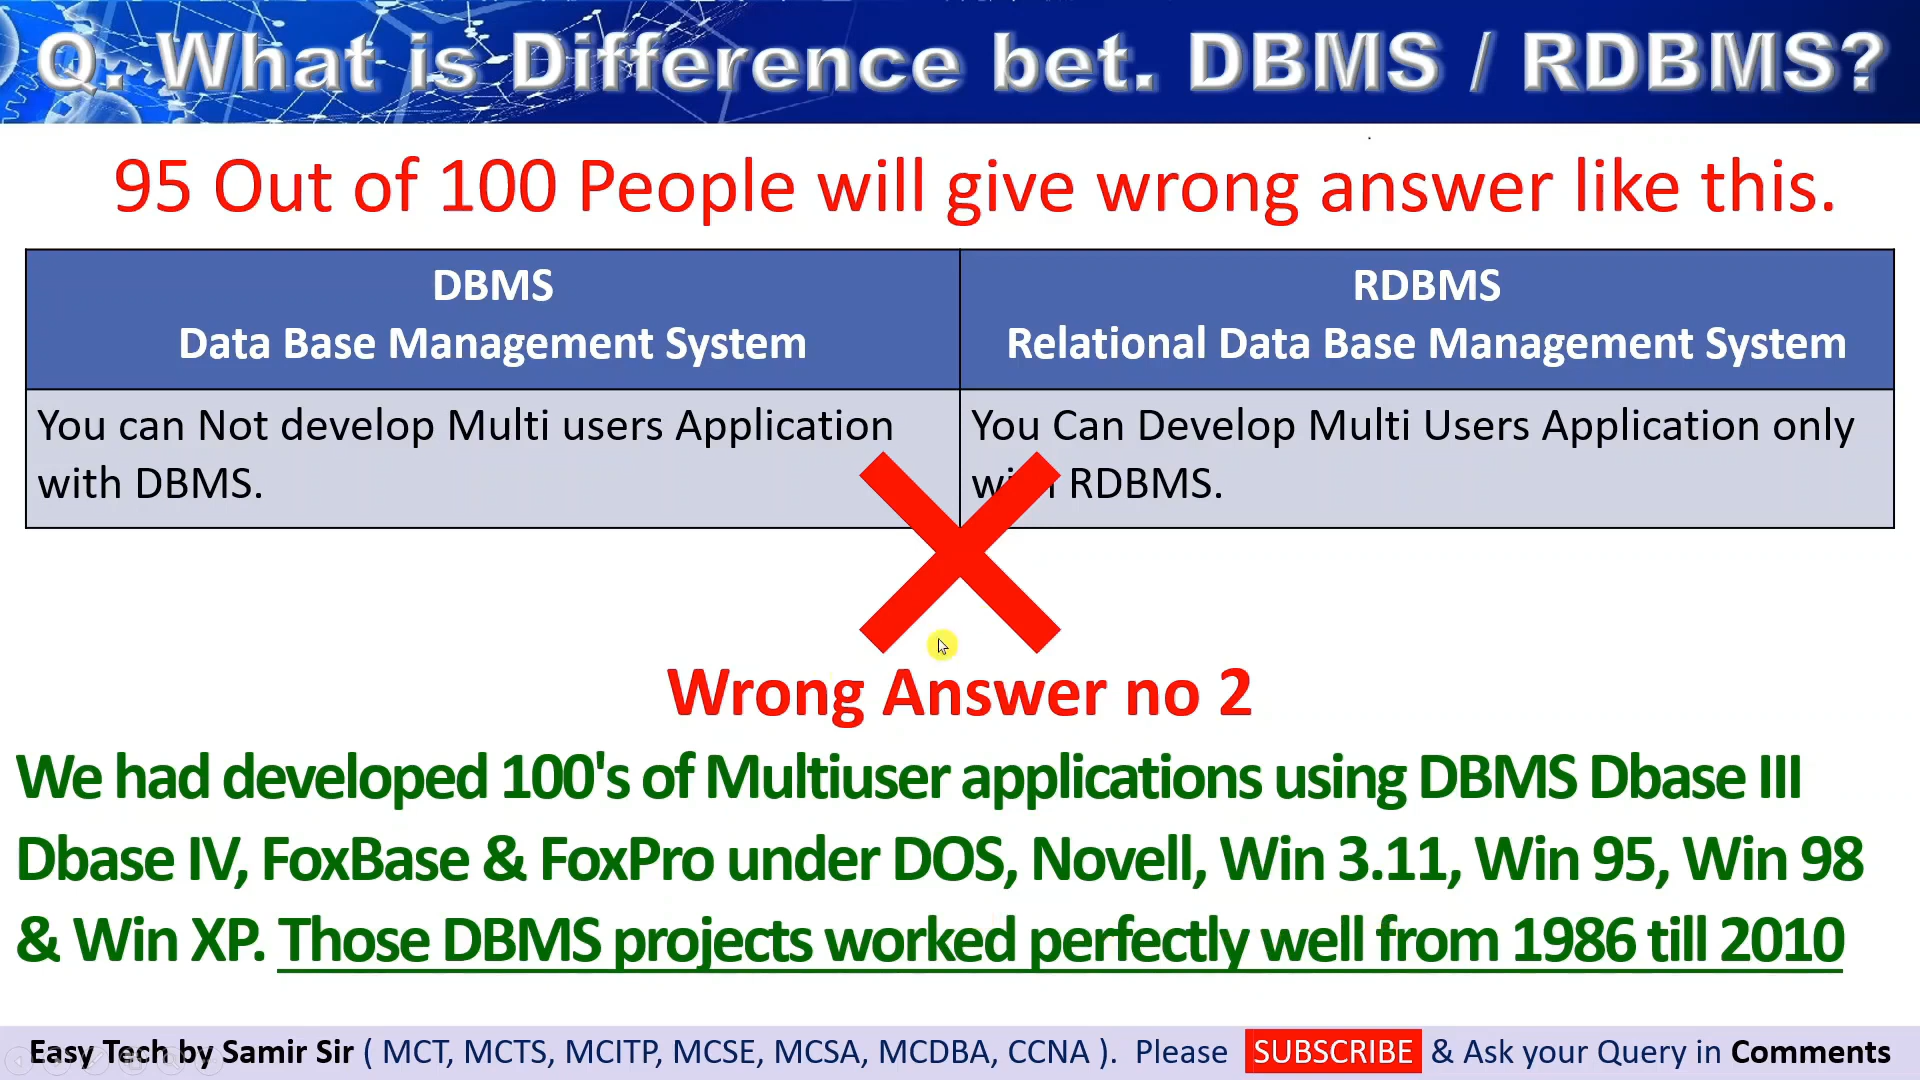 Q. What is Difference bet. DBMS / RDBMS?
95 Out of 100 People will give wrong answer like this.
DBMS
Data Base Management System
RDBMS
Relational Data Base Management System
You can Not develop Multi users Application
with DBMS.
You Can Develop Multi Users Application only
with RDBMS.
Wrong Answer no 2
We had developed 100's of Multiuser applications using DBMS Dbase III
Dbase IV, FoxBase & FoxPro under DOS, Novell, Win 3.11, Win 95, Win 98
& Win XP. Those DBMS projects worked perfectly well from 1986 till 2010
Easy Tech by Samir Sir ( MCT, MCTS, MCITP, MCSE, MCSA, MCDBA, CCNA ). Please SUBSCRIBE & Ask your Query in Comments